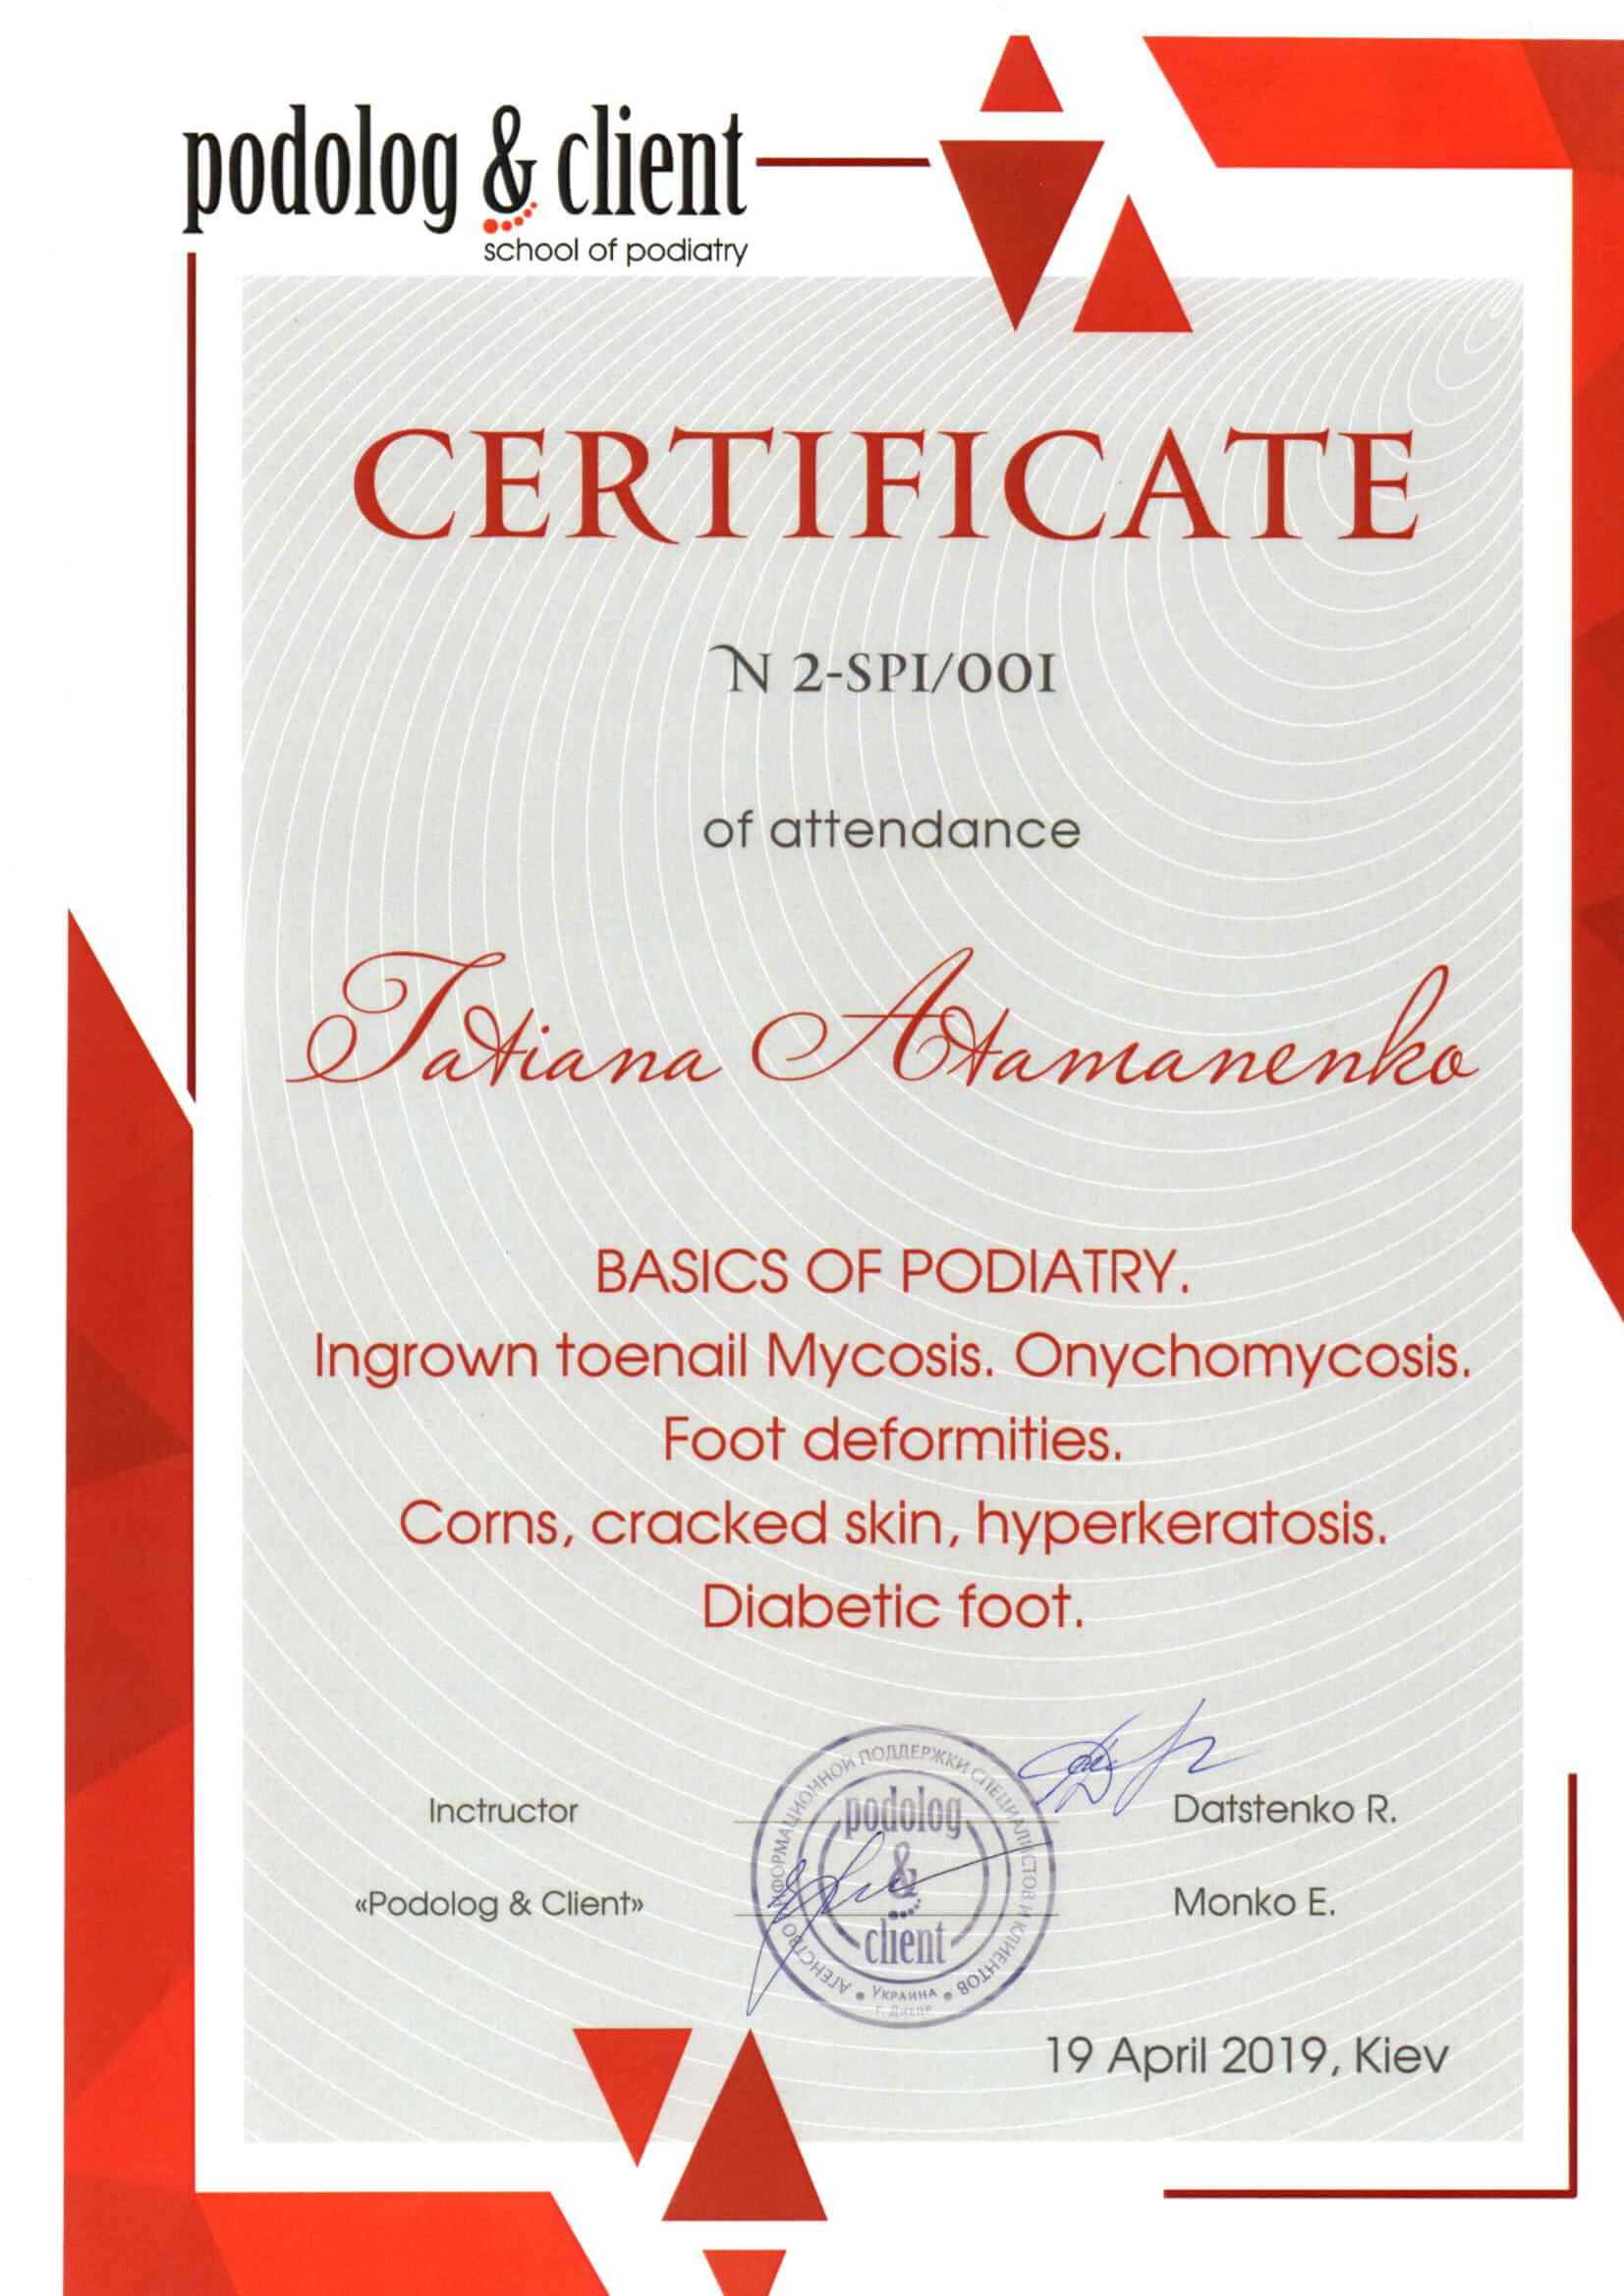 podolog & client
school of podiatry
CERTIFICATE
N 2-SPI/001
of attendance
Tatiana Atamanenko
BASICS OF PODIATRY.
Ingrown toenail Mycosis. Onychomycosis.
Foot deformities.
Corns, cracked skin, hyperkeratosis.
Diabetic foot.
Inctructor
Datstenko R.
«Podolog & Client»
Monko E.
АГЕНСТВО ИНФОРМАЦИОННОЙ ПОДДЕРЖКИ СПЕЦИАЛИСТОВ И КЛИЕНТОВ
podolog
&
client
УКРАИНА
г. Днепр
19 April 2019, Kiev